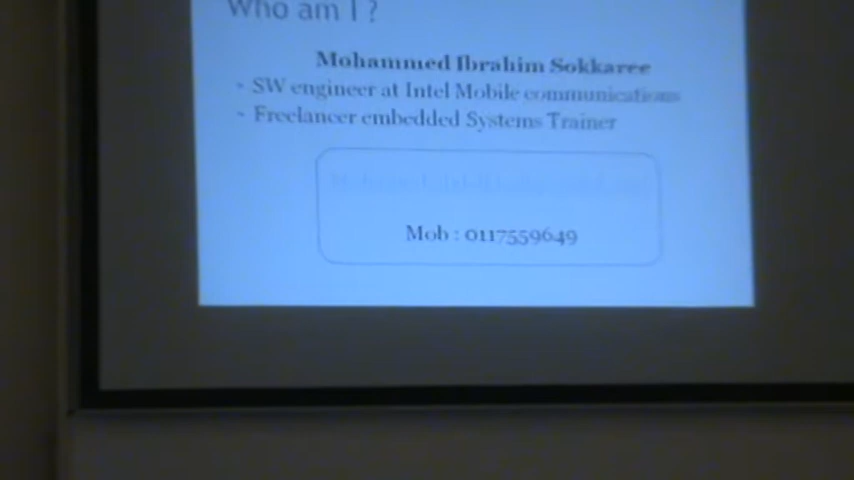 Who am I ?
Mohammed Ibrahim Sokkaree
- SW engineer at Intel Mobile communications
- Freelancer embedded Systems Trainer
Mob : 0117559649